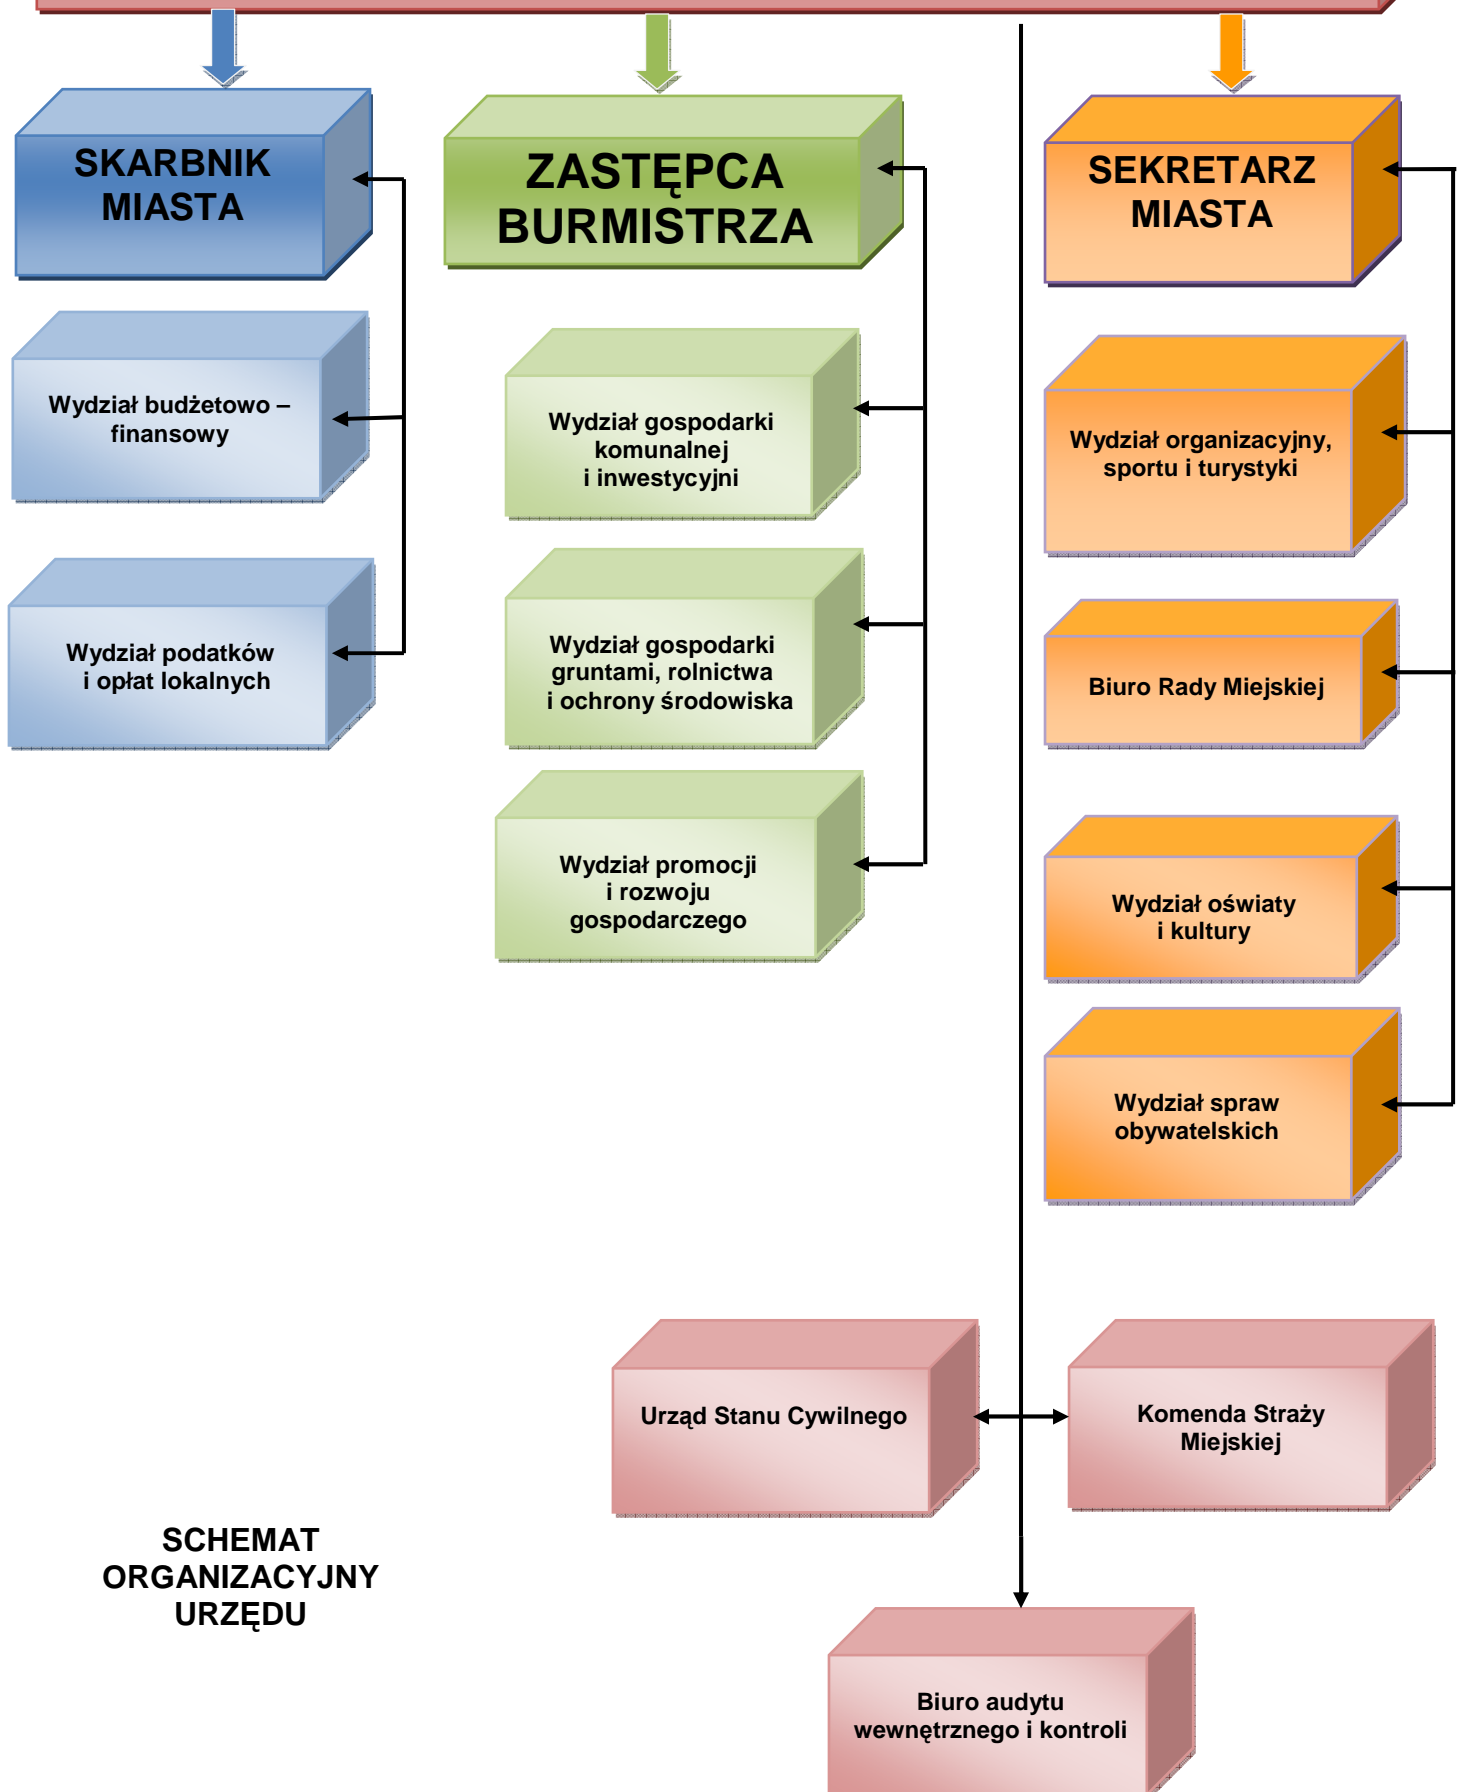 SKARBNIK
MIASTA
ZASTĘPCA
BURMISTRZA
SEKRETARZ
MIASTA
Wydział budżetowo –
finansowy
Wydział podatków
i opłat lokalnych
Wydział gospodarki
komunalnej
i inwestycyjni
Wydział gospodarki
gruntami, rolnictwa
i ochrony środowiska
Wydział promocji
i rozwoju
gospodarczego
Wydział organizacyjny,
sportu i turystyki
Biuro Rady Miejskiej
Wydział oświaty
i kultury
Wydział spraw
obywatelskich
Urząd Stanu Cywilnego
Komenda Straży
Miejskiej
SCHEMAT
ORGANIZACYJNY
URZĘDU
Biuro audytu
wewnętrznego i kontroli